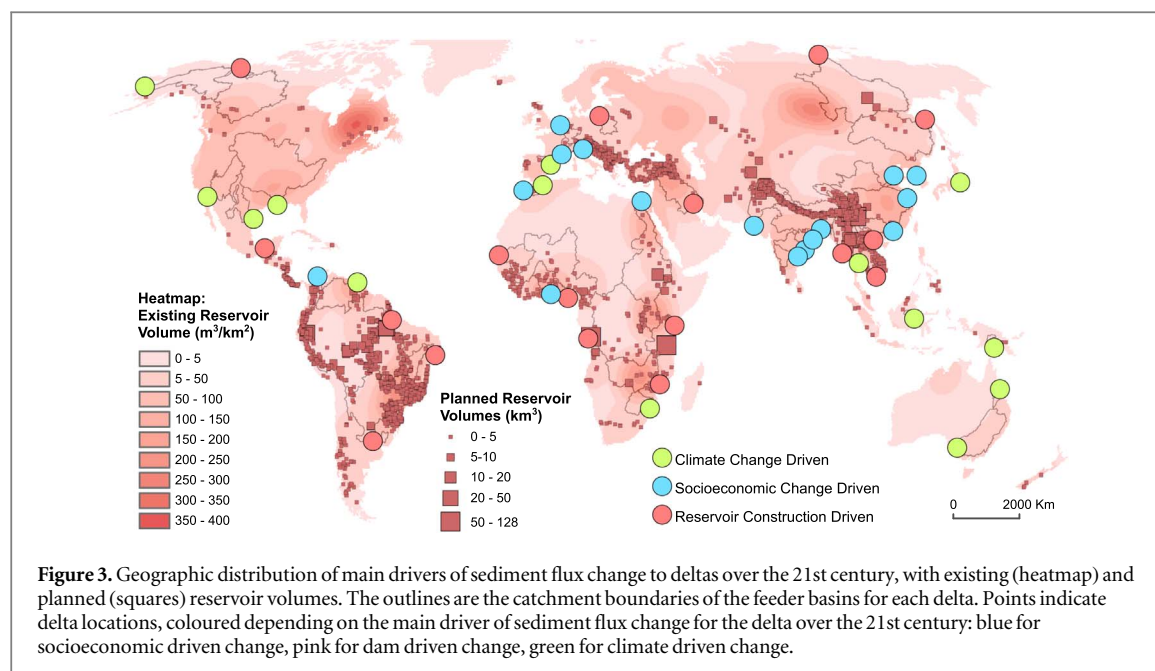 Heatmap:
Existing Reservoir
Volume (m³/km²)
0 - 5
5 - 50
50 - 100
100 - 150
150 - 200
200 - 250
250 - 300
300 - 350
350 - 400
Planned Reservoir
Volumes (km³)
0 - 5
5-10
10 - 20
20 - 50
50 - 128
Climate Change Driven
Socioeconomic Change Driven
Reservoir Construction Driven
0 2000 Km
Figure 3. Geographic distribution of main drivers of sediment flux change to deltas over the 21st century, with existing (heatmap) and
planned (squares) reservoir volumes. The outlines are the catchment boundaries of the feeder basins for each delta. Points indicate
delta locations, coloured depending on the main driver of sediment flux change for the delta over the 21st century: blue for
socioeconomic driven change, pink for dam driven change, green for climate driven change.